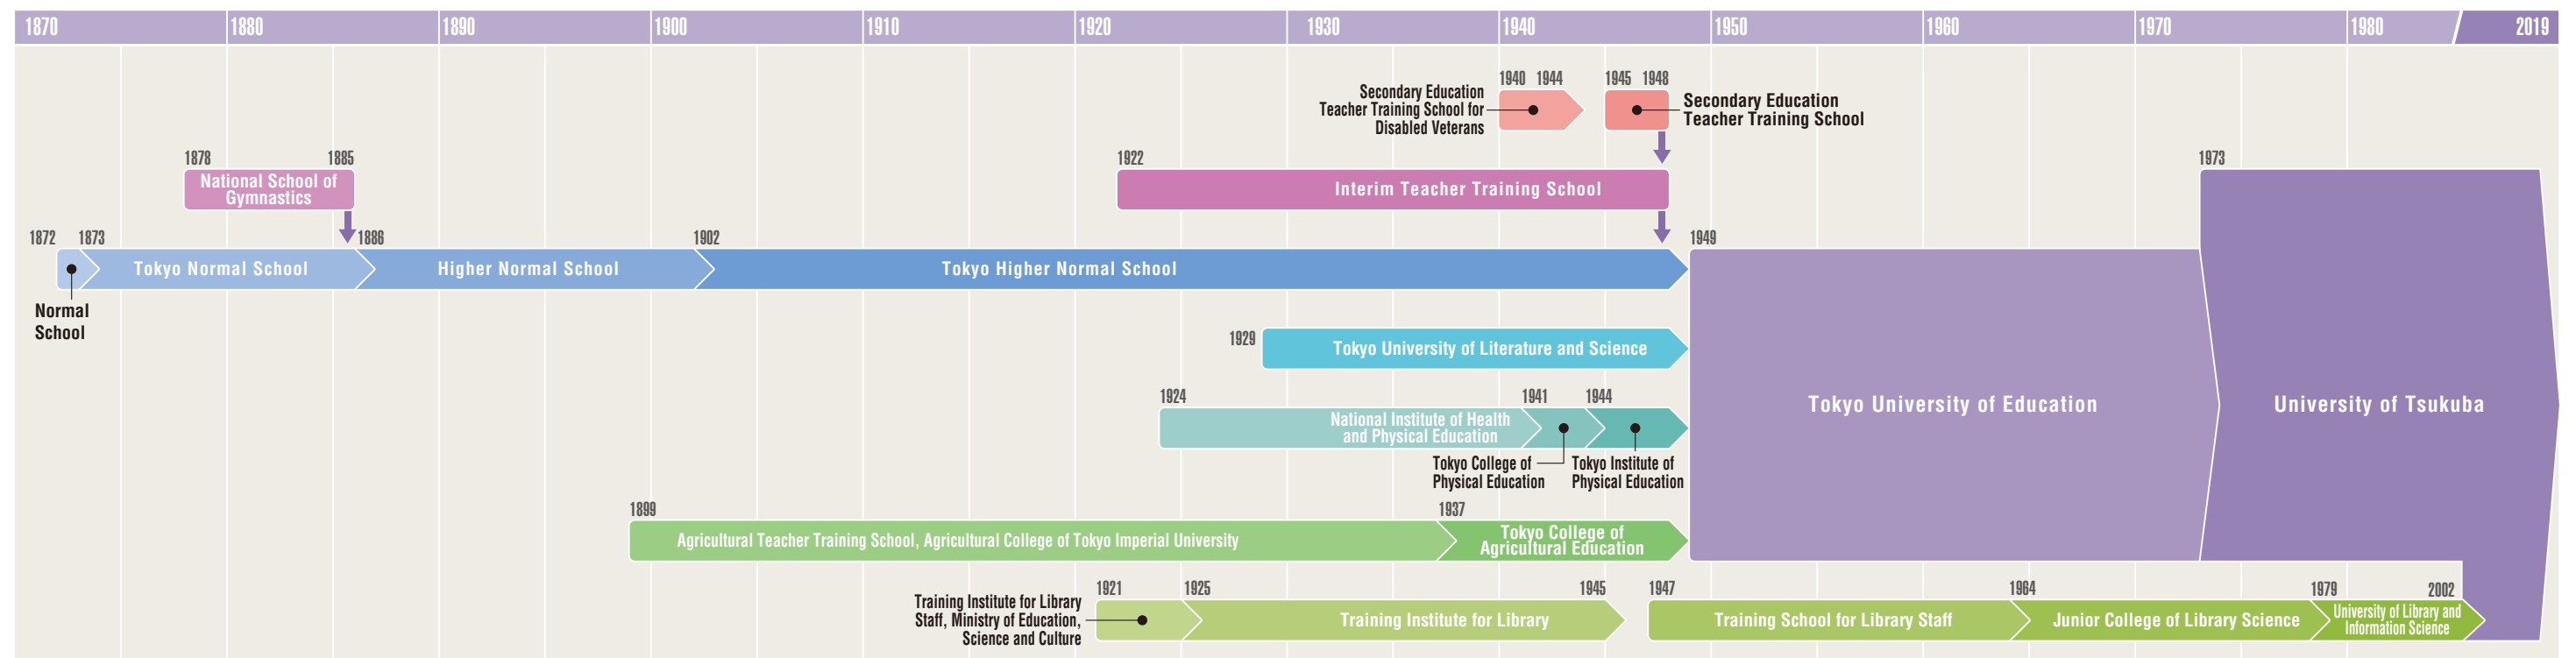 1870 1880 1890 1900 1910 1920 1930 1940 1950 1960 1970 1980 2019
1940 1944 1945 1948
Secondary Education
Teacher Training School for
Disabled Veterans
Secondary Education
Teacher Training School
1878 1885
National School of
Gymnastics
1922
Interim Teacher Training School
1973
1872 1873 1886 1902 1949
Tokyo Normal School
Higher Normal School
Tokyo Higher Normal School
Normal
School
1929
Tokyo University of Literature and Science
Tokyo University of Education
University of Tsukuba
1924 1941 1944
National Institute of Health
and Physical Education
Tokyo College of
Physical Education
Tokyo Institute of
Physical Education
1899 1937
Agricultural Teacher Training School, Agricultural College of Tokyo Imperial University
Tokyo College of
Agricultural Education
1921 1925 1945 1947 1964 1979 2002
Training Institute for Library
Staff, Ministry of Education,
Science and Culture
Training Institute for Library
Training School for Library Staff
Junior College of Library Science
University of Library and
Information Science